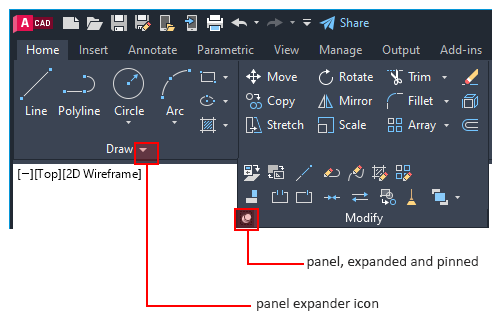 A CAD Share
Home Insert Annotate Parametric View Manage Output Add-ins
Line Polyline Circle Arc
Move Rotate Trim
Copy Mirror Fillet
Stretch Scale Array
Draw
[−][Top][2D Wireframe]
Modify
panel, expanded and pinned
panel expander icon